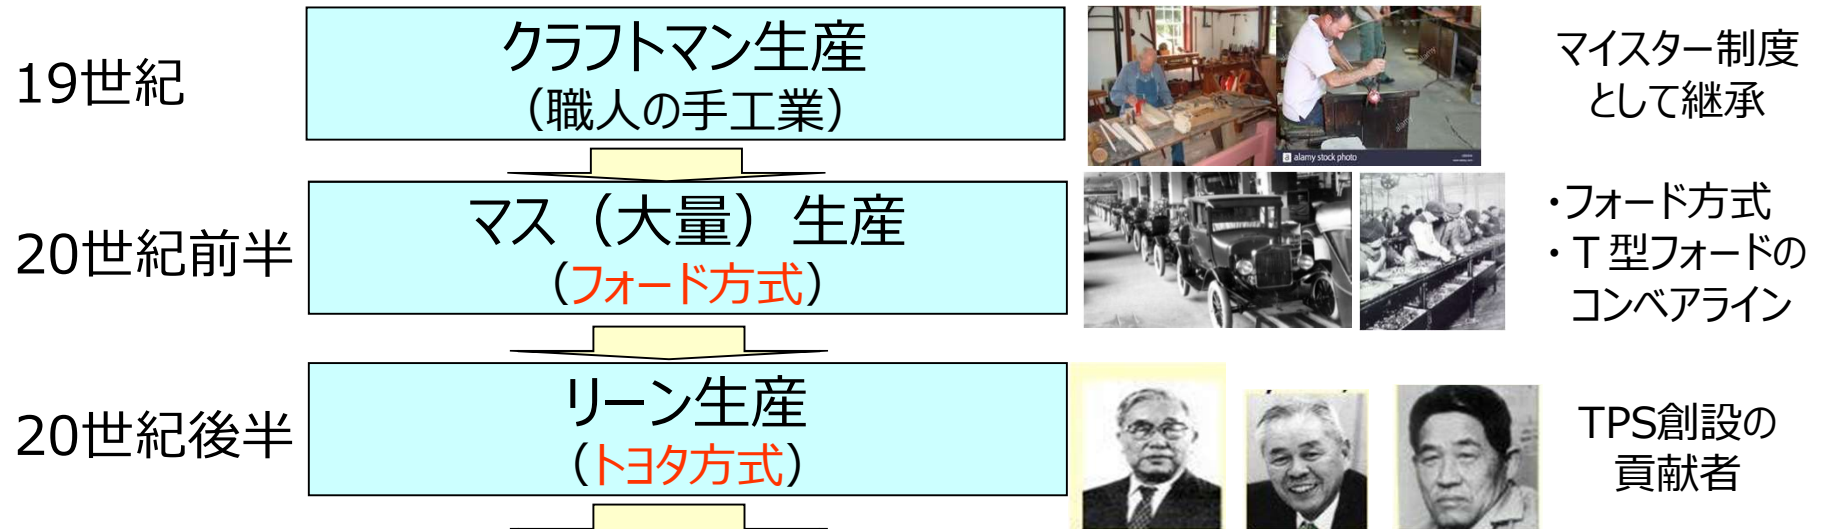 19世紀
クラフトマン生産
（職人の手工業）
alamy stock photo
マイスター制度
として継承
20世紀前半
マス（大量）生産
（フォード方式）
・フォード方式
・Ｔ型フォードの
コンベアライン
20世紀後半
リーン生産
（トヨタ方式）
TPS創設の
貢献者